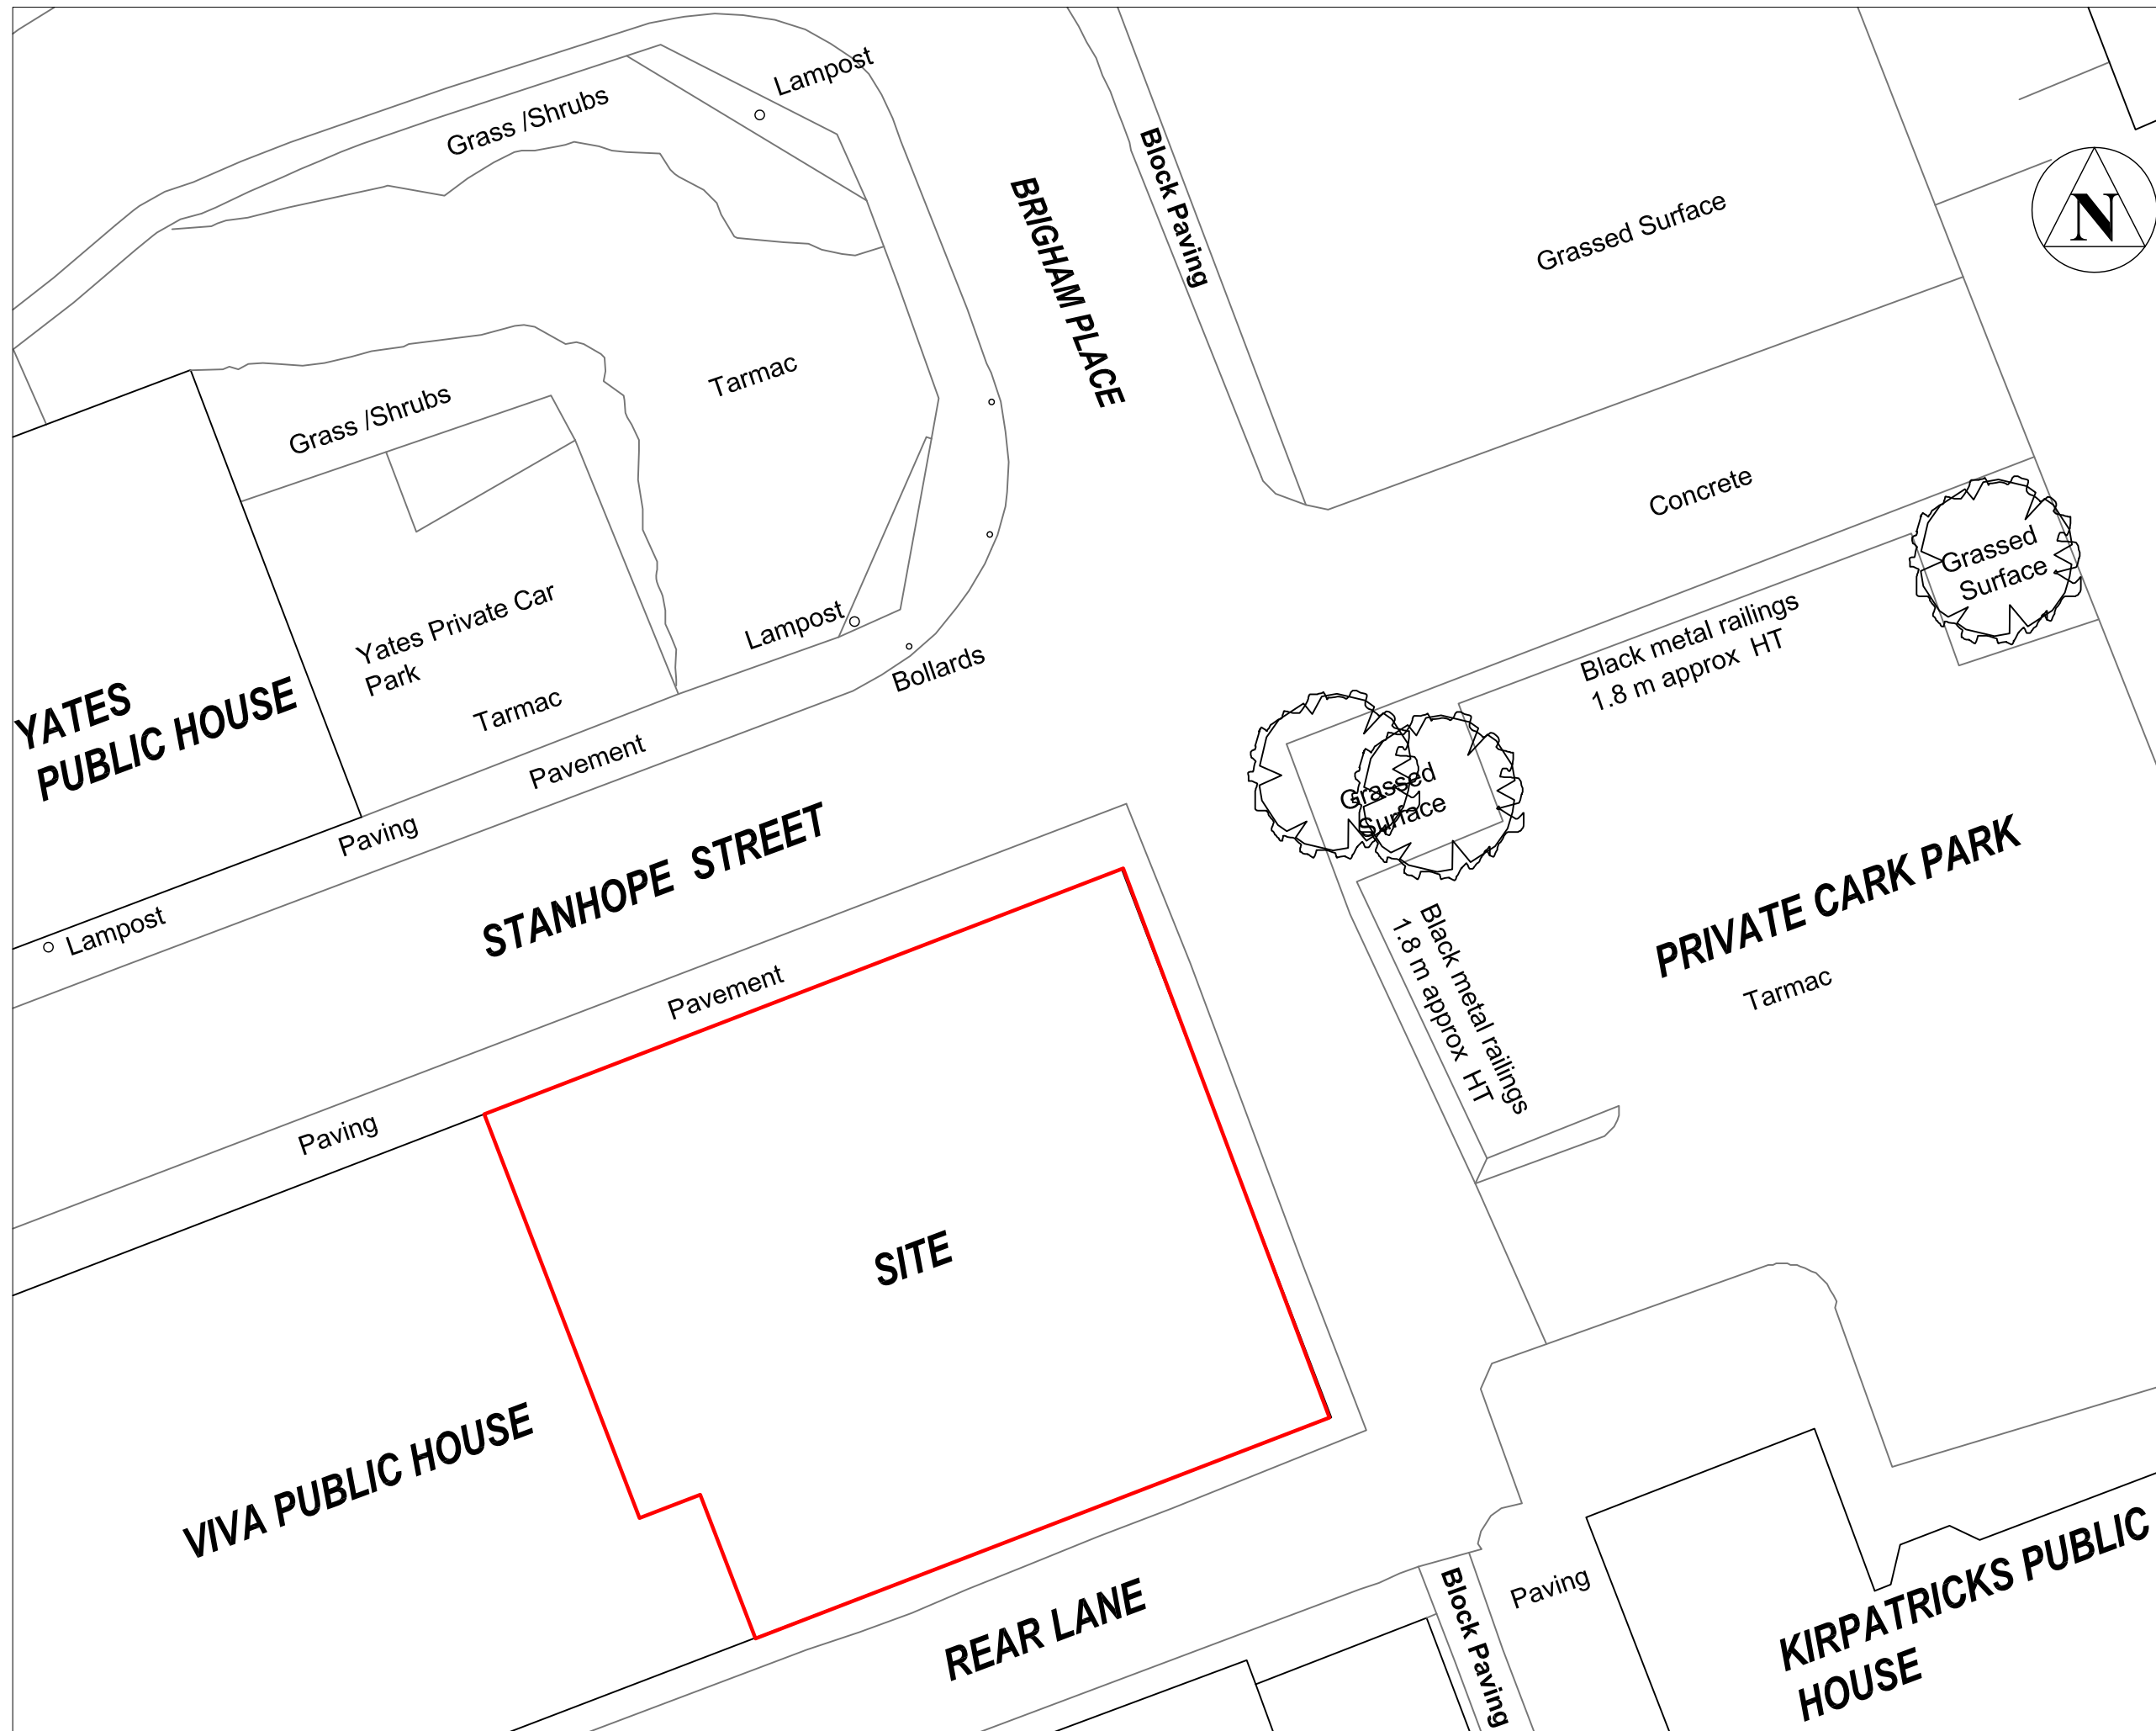 Lampost
Grass /Shrubs
Block Paving
BRIGHAM PLACE
Grassed Surface
N
Tarmac
Grass /Shrubs
Concrete
Grassed
Surface
Yates Private Car
Park
Lampost
Black metal railings
1.8 m approx HT
Bollards
Tarmac
YATES
PUBLIC HOUSE
Pavement
Grassed
Surface
Paving
STANHOPE STREET
PRIVATE CARK PARK
Lampost
Black metal railings
1.8 m approx HT
Pavement
Tarmac
Paving
SITE
VIVA PUBLIC HOUSE
REAR LANE
Block Paving
Paving
KIRPATRICKS PUBLIC
HOUSE